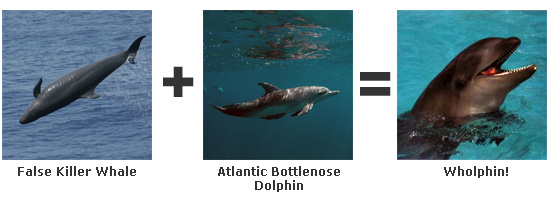 +
=
False Killer Whale
Atlantic Bottlenose
Dolphin
Wholphin!